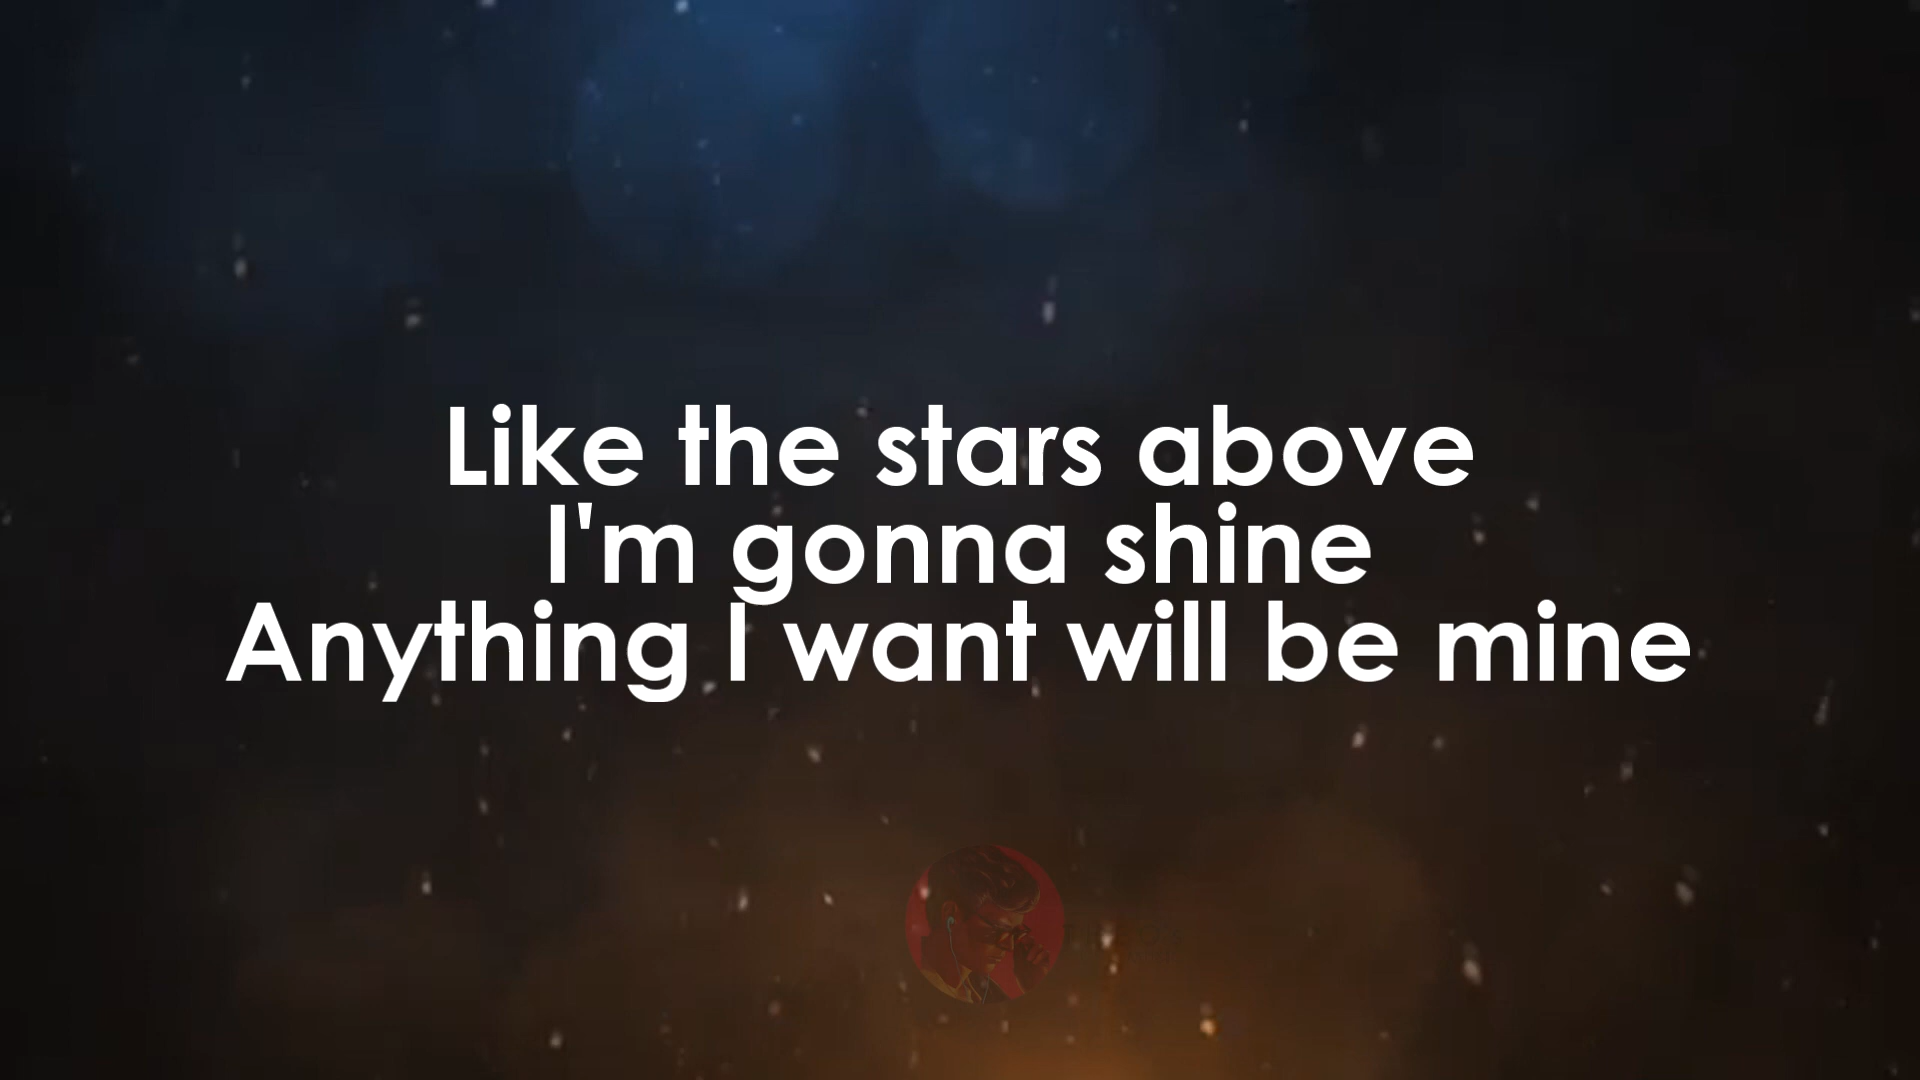 Like the stars above
I'm gonna shine
Anything I want will be mine